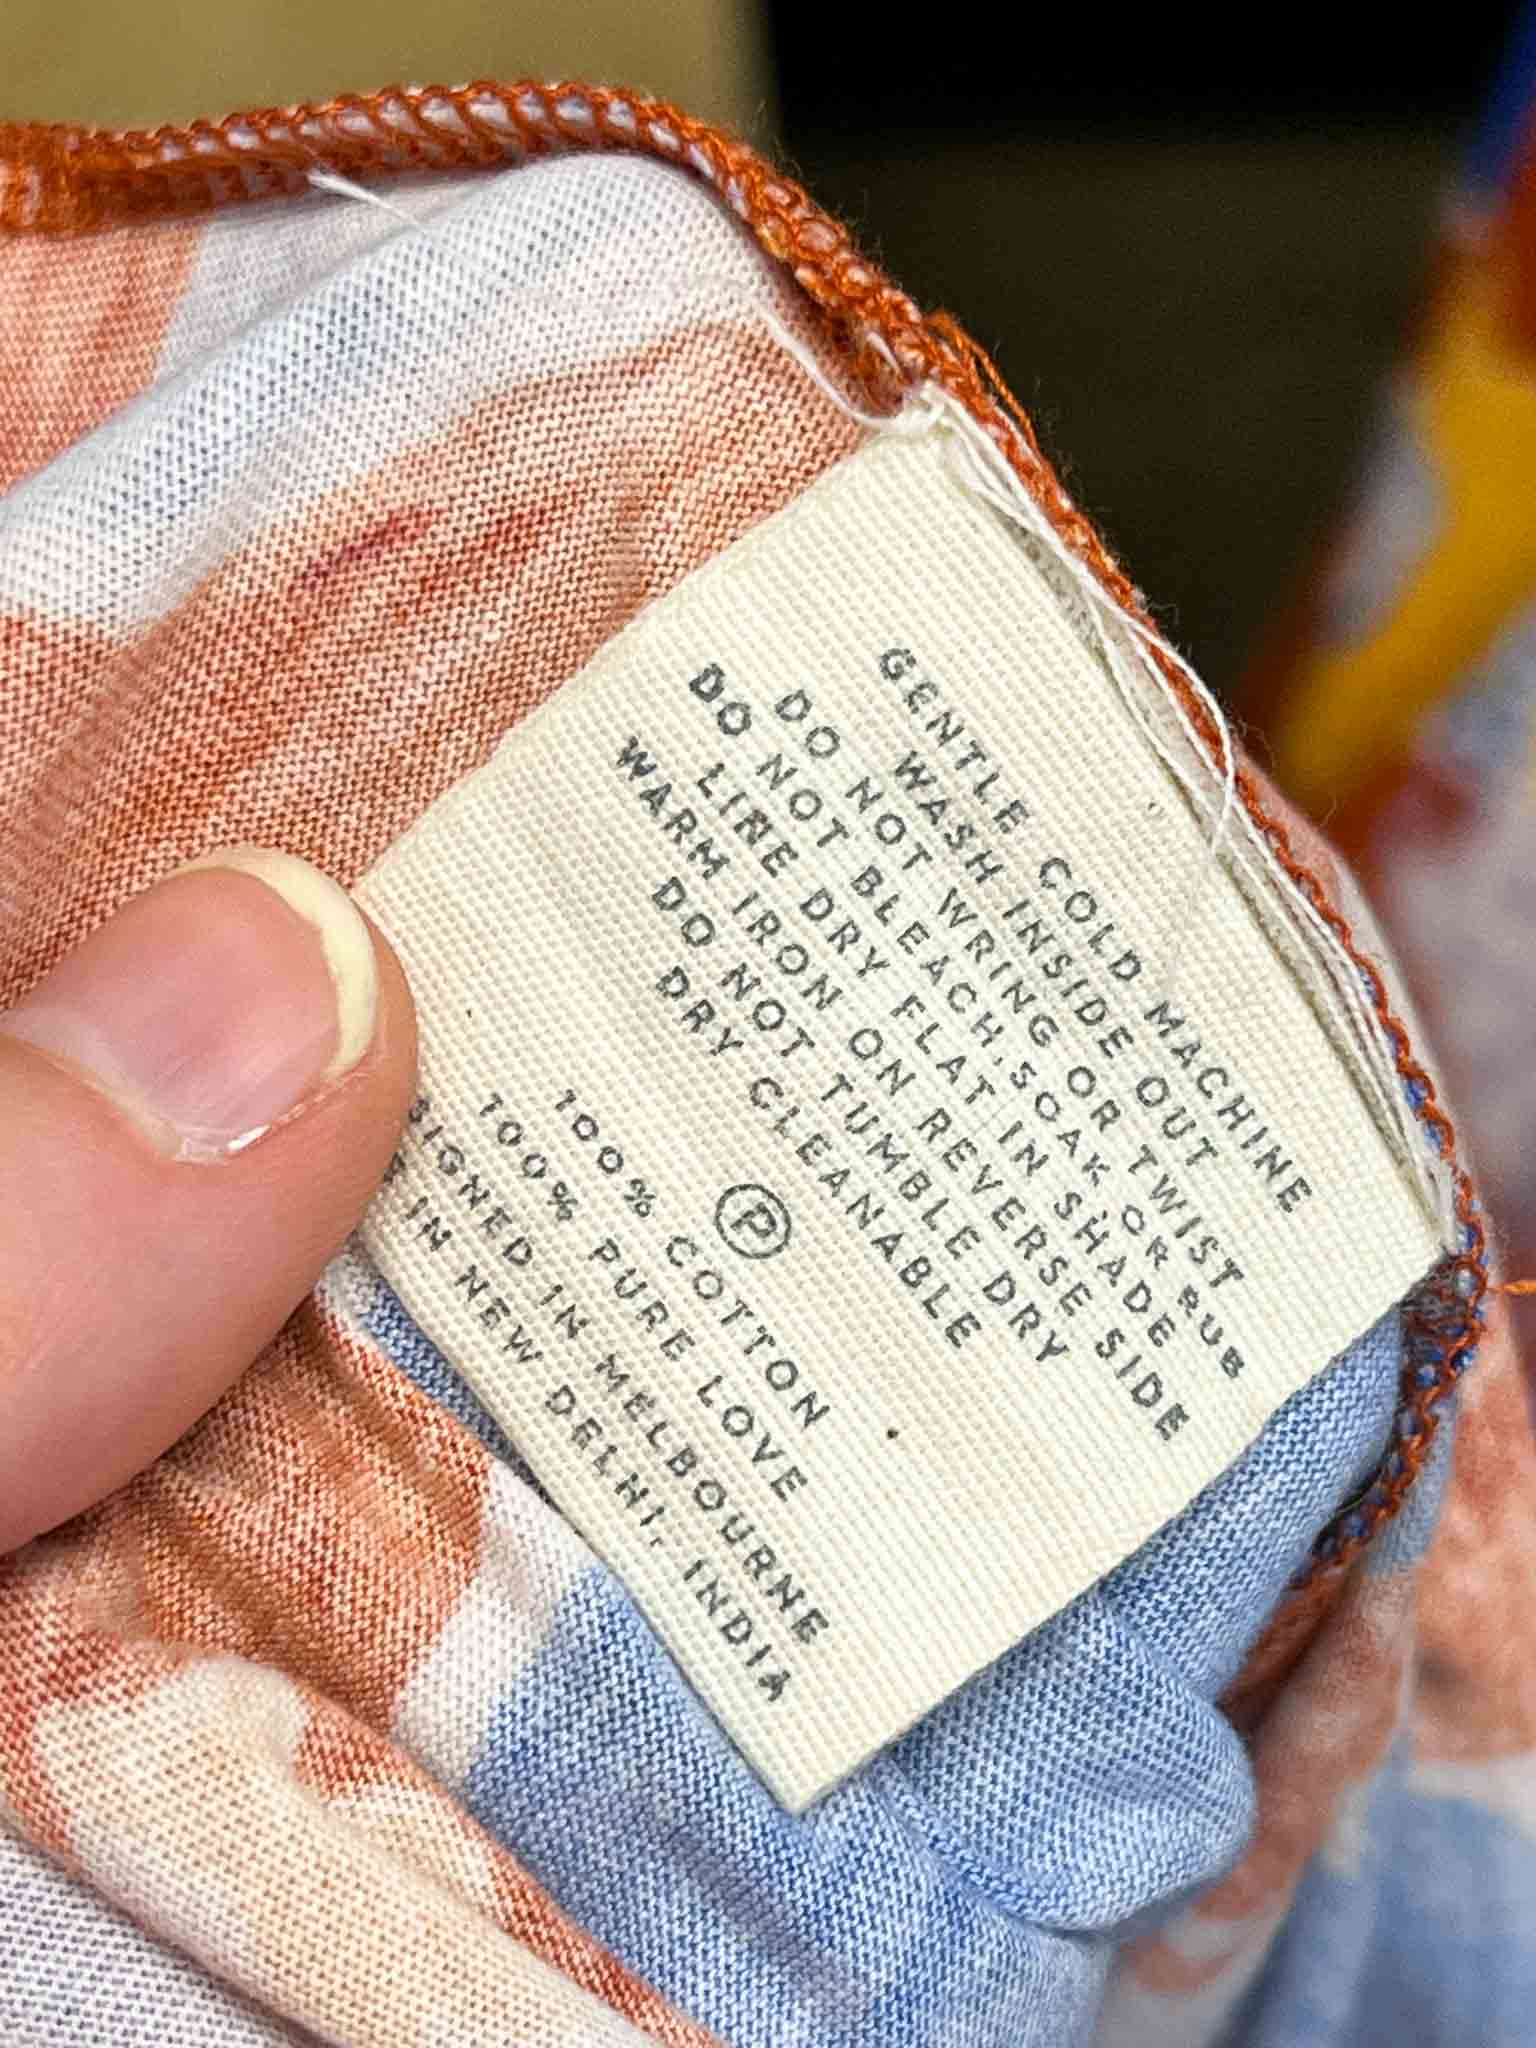 GENTLE COLD MACHINE
WASH INSIDE OUT
DO NOT WRING OR TWIST
DO NOT BLEACH, SOAK OR RUB
LINE DRY FLAT IN SHADE
WARM IRON ON REVERSE SIDE
DO NOT TUMBLE DRY
DRY CLEANABLE
P
100% COTTON
100% PURE LOVE
SIGNED IN MELBOURNE
IN NEW DELHI, INDIA